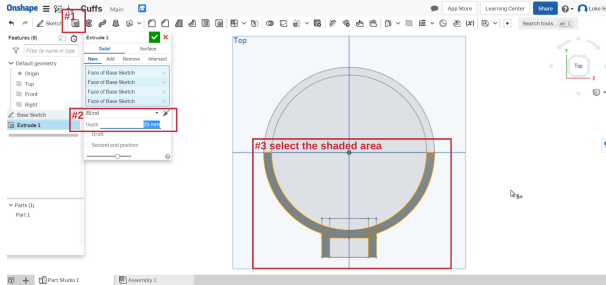 Onshape
Cuffs Main
App Store
Learning Center
Share
Luke S
#1
Sketch
Search tools...
Features (6)
Extrude 1
Filter by name or type
Solid
Surface
New
Add
Remove
Intersect
Default geometry
Origin
Top
Front
Right
Base Sketch
Extrude 1
Face of Base Sketch
Face of Base Sketch
Face of Base Sketch
Face of Base Sketch
#2
Blind
Depth
25 mm
Draft
Second end position
Top
#3 select the shaded area
Y
Top
X
Parts (1)
Part 1
Part Studio 1
Assembly 1